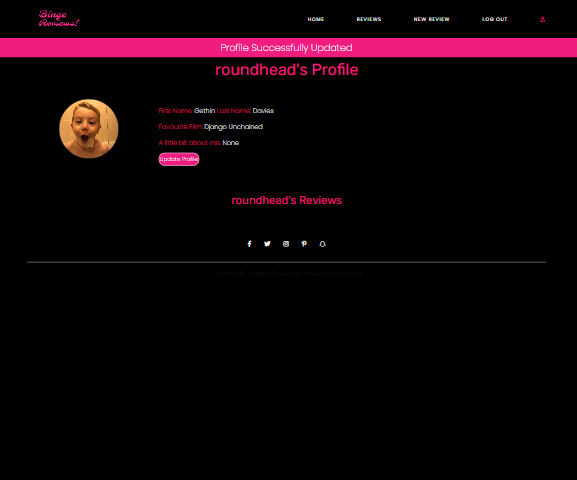 Binge
Reviews!
HOME REVIEWS NEW REVIEW LOG OUT
Profile Successfully Updated
roundhead's Profile
First Name: Gethin Last Name: Davies
Favourite Film: Django Unchained
A little bit about me: None
Update Profile
roundhead's Reviews